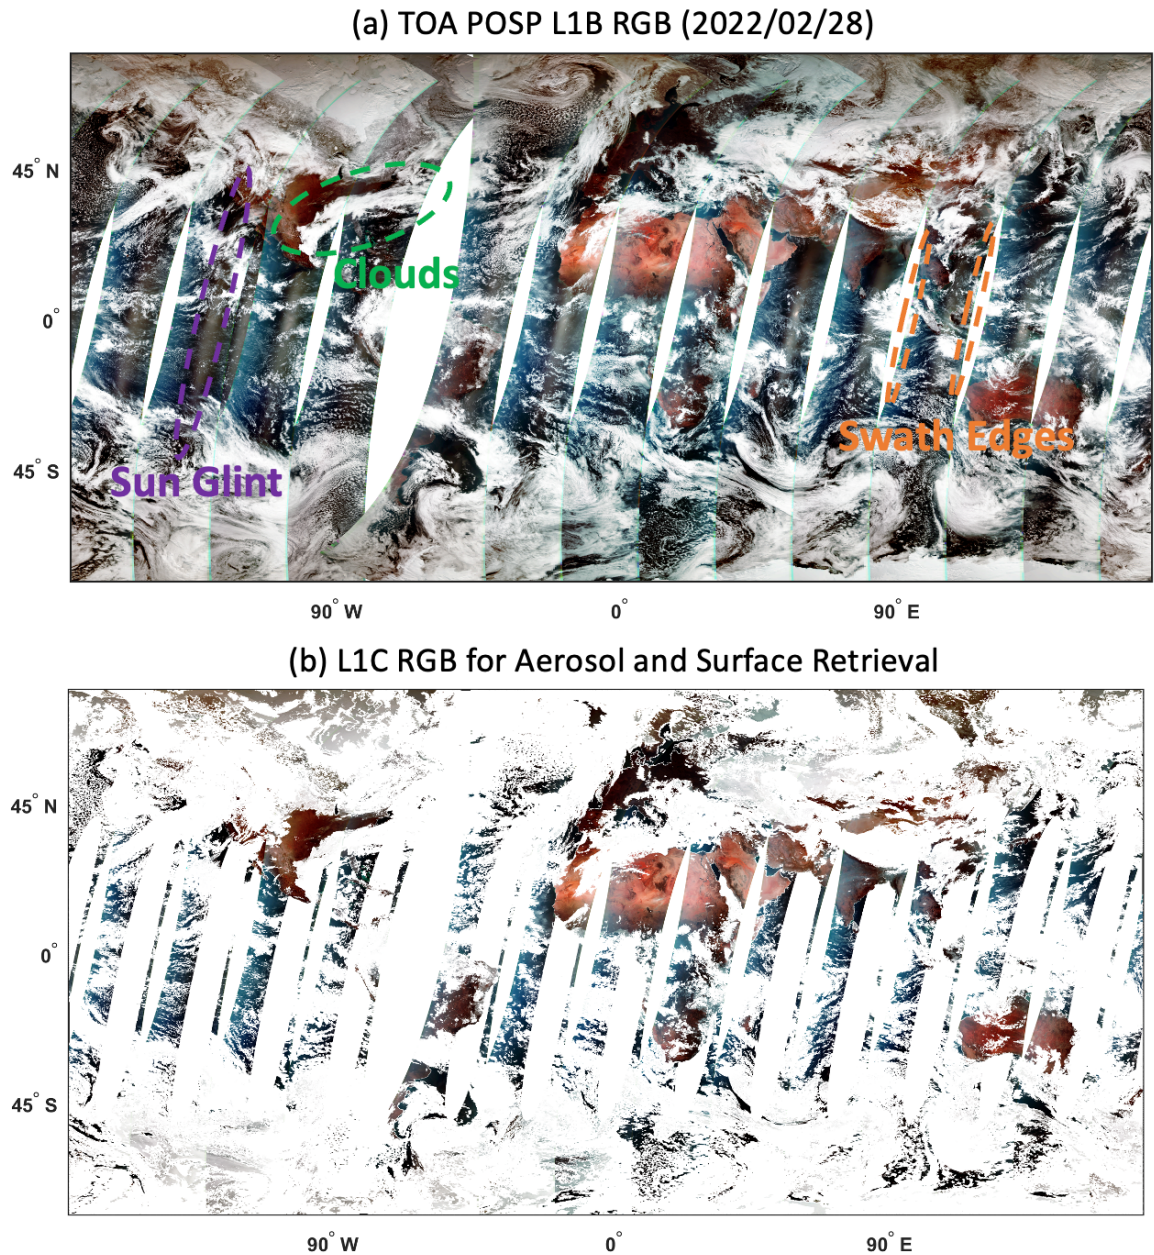 (a) TOA POSP L1B RGB (2022/02/28)
45° N
Clouds
0°
Swath Edges
45° S
Sun Glint
90° W
0°
90° E
(b) L1C RGB for Aerosol and Surface Retrieval
45° N
0°
45° S
90° W
0°
90° E